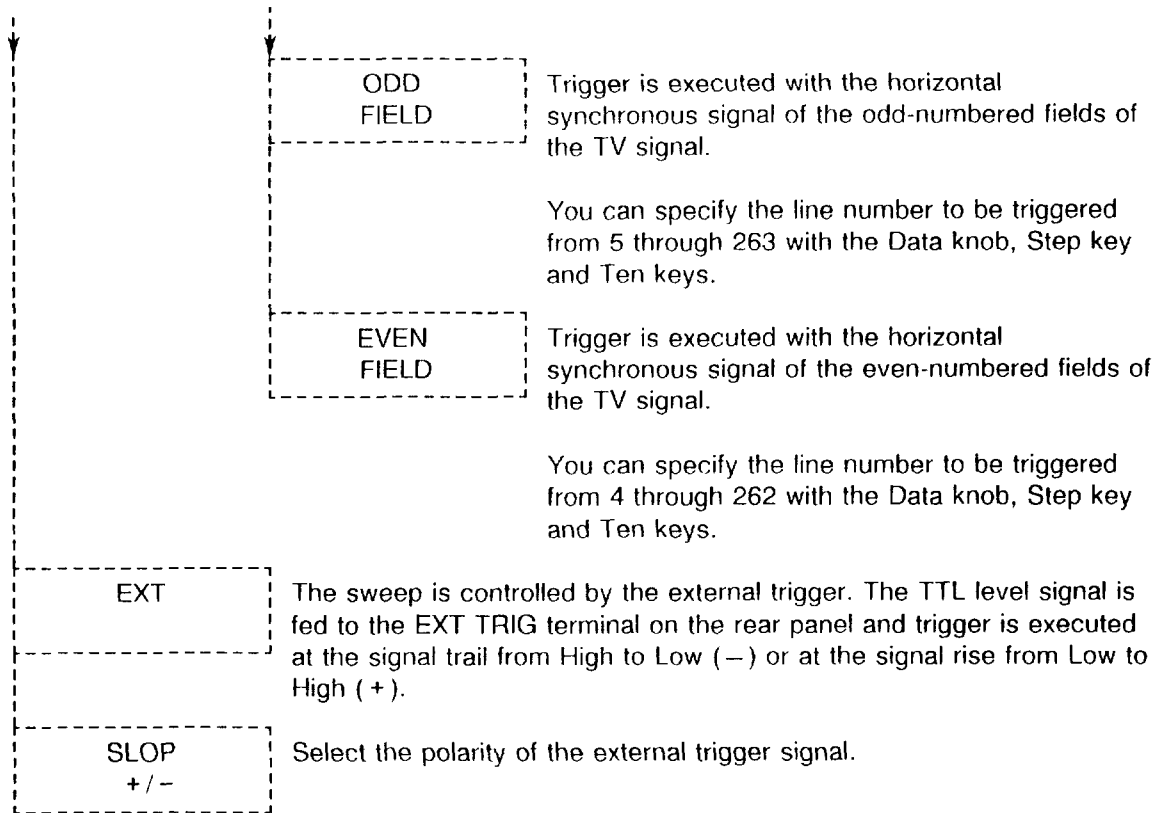 ODD
FIELD
Trigger is executed with the horizontal
synchronous signal of the odd-numbered fields of
the TV signal.
You can specify the line number to be triggered
from 5 through 263 with the Data knob, Step key
and Ten keys.
EVEN
FIELD
Trigger is executed with the horizontal
synchronous signal of the even-numbered fields of
the TV signal.
You can specify the line number to be triggered
from 4 through 262 with the Data knob, Step key
and Ten keys.
EXT
The sweep is controlled by the external trigger. The TTL level signal is
fed to the EXT TRIG terminal on the rear panel and trigger is executed
at the signal trail from High to Low (−) or at the signal rise from Low to
High (+).
SLOP
+/−
Select the polarity of the external trigger signal.